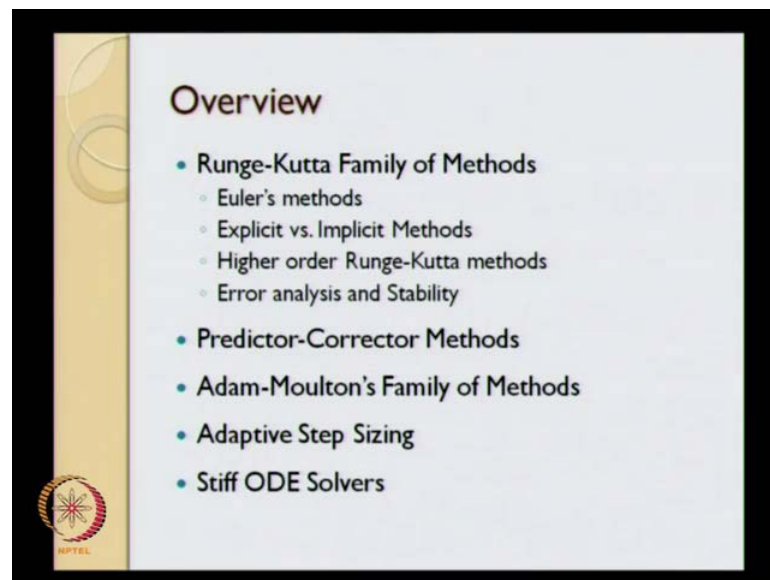 Overview
Runge-Kutta Family of Methods
Euler's methods
Explicit vs. Implicit Methods
Higher order Runge-Kutta methods
Error analysis and Stability
Predictor-Corrector Methods
Adam-Moulton's Family of Methods
Adaptive Step Sizing
Stiff ODE Solvers
NPTEL